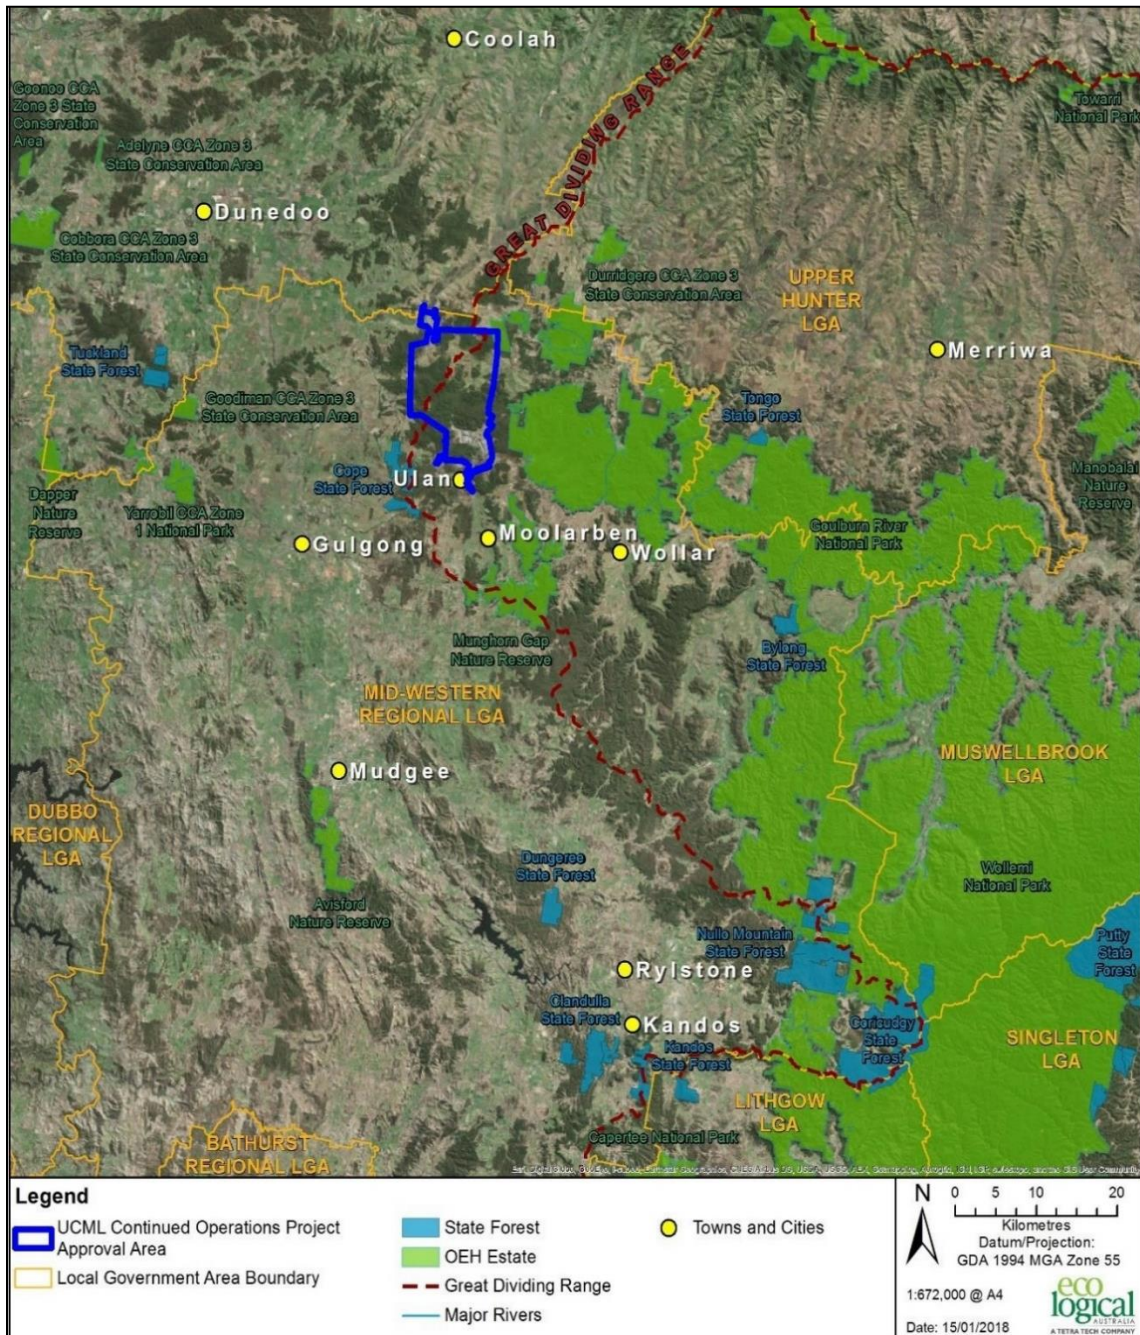 Coolah
GREAT DIVIDING RANGE
Goonoo CCA
Zone 3 State
Conservation
Area
Adelyne CCA Zone 3
State Conservation Area
Towarri
National Park
Dunedoo
Cobbora CCA Zone 3
State Conservation Area
Durridgere CCA Zone 3
State Conservation Area
UPPER
HUNTER
LGA
Tuckland
State Forest
Merriwa
Goodiman CCA Zone 3
State Conservation Area
Tongo
State Forest
Cope
State Forest
Ulan
Manobalai
Nature
Reserve
Dapper
Nature
Reserve
Yarrobil CCA Zone
1 National Park
Gulgong
Moolarben
Wollar
Goulburn River
National Park
Munghorn Gap
Nature Reserve
Bylong
State Forest
MID-WESTERN
REGIONAL LGA
MUSWELLBROOK
LGA
Mudgee
DUBBO
REGIONAL
LGA
Dungeree
State Forest
Wollemi
National Park
Avisford
Nature Reserve
Nullo Mountain
State Forest
Putty
State
Forest
Rylstone
Clandulla
State Forest
Kandos
Kandos
State Forest
Coricudgy
State
Forest
SINGLETON
LGA
LITHGOW
LGA
Capertee National Park
BATHURST
REGIONAL LGA
Legend
UCML Continued Operations Project
Approval Area
Local Government Area Boundary
State Forest
OEH Estate
Great Dividing Range
Major Rivers
Towns and Cities
N
0 5 10 20
Kilometres
Datum/Projection:
GDA 1994 MGA Zone 55
1:672,000 @ A4
Date: 15/01/2018
eco
logical
AUSTRALIA
A TETRA TECH COMPANY